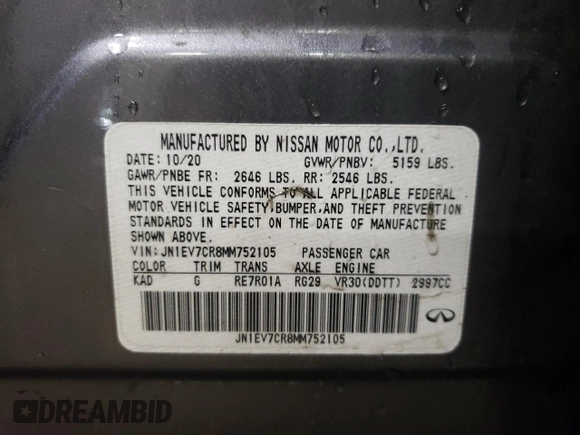 MANUFACTURED BY NISSAN MOTOR CO.,LTD.
DATE: 10/20 GVWR/PNBV: 5159 LBS.
GAWR/PNBE FR: 2646 LBS. RR: 2546 LBS.
THIS VEHICLE CONFORMS TO ALL APPLICABLE FEDERAL
MOTOR VEHICLE SAFETY,BUMPER,AND THEFT PREVENTION
STANDARDS IN EFFECT ON THE DATE OF MANUFACTURE
SHOWN ABOVE.
VIN: JN1EV7CR8MM752105 PASSENGER CAR
COLOR TRIM TRANS AXLE ENGINE
KAD G RE7R01A RG29 VR30(DDTT) 2997CC
JN1EV7CR8MM752105
DREAMBID